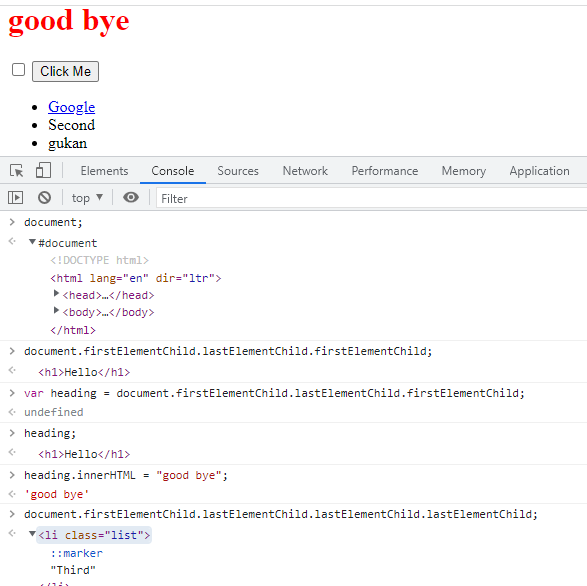 good bye
Click Me
Google
Second
gukan
Elements Console Sources Network Performance Memory Application
top Filter
document;
#document
<!DOCTYPE html>
<html lang="en" dir="ltr">
<head>…</head>
<body>…</body>
</html>
document.firstElementChild.lastElementChild.firstElementChild;
<h1>Hello</h1>
var heading = document.firstElementChild.lastElementChild.firstElementChild;
undefined
heading;
<h1>Hello</h1>
heading.innerHTML = "good bye";
'good bye'
document.firstElementChild.lastElementChild.lastElementChild.lastElementChild;
<li class="list">
::marker
"Third"
</li>